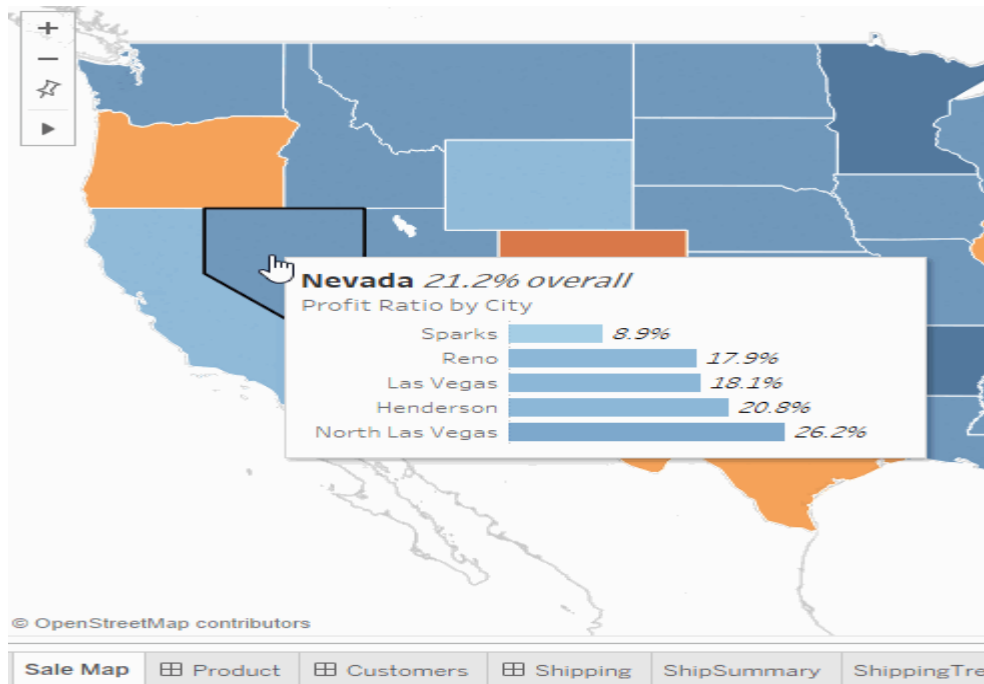 Nevada 21.2% overall
Profit Ratio by City
Sparks 8.9%
Reno 17.9%
Las Vegas 18.1%
Henderson 20.8%
North Las Vegas 26.2%
© OpenStreetMap contributors
Sale Map Product Customers Shipping ShipSummary ShippingTre